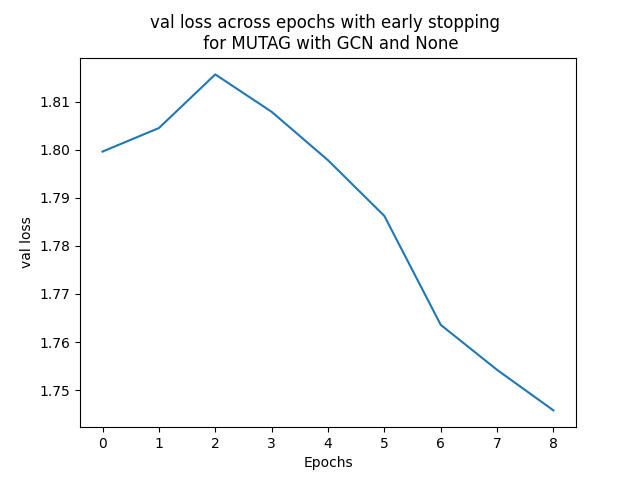 val loss across epochs with early stopping
for MUTAG with GCN and None
1.81
1.80
1.79
1.78
1.77
1.76
1.75
val loss
0 1 2 3 4 5 6 7 8
Epochs